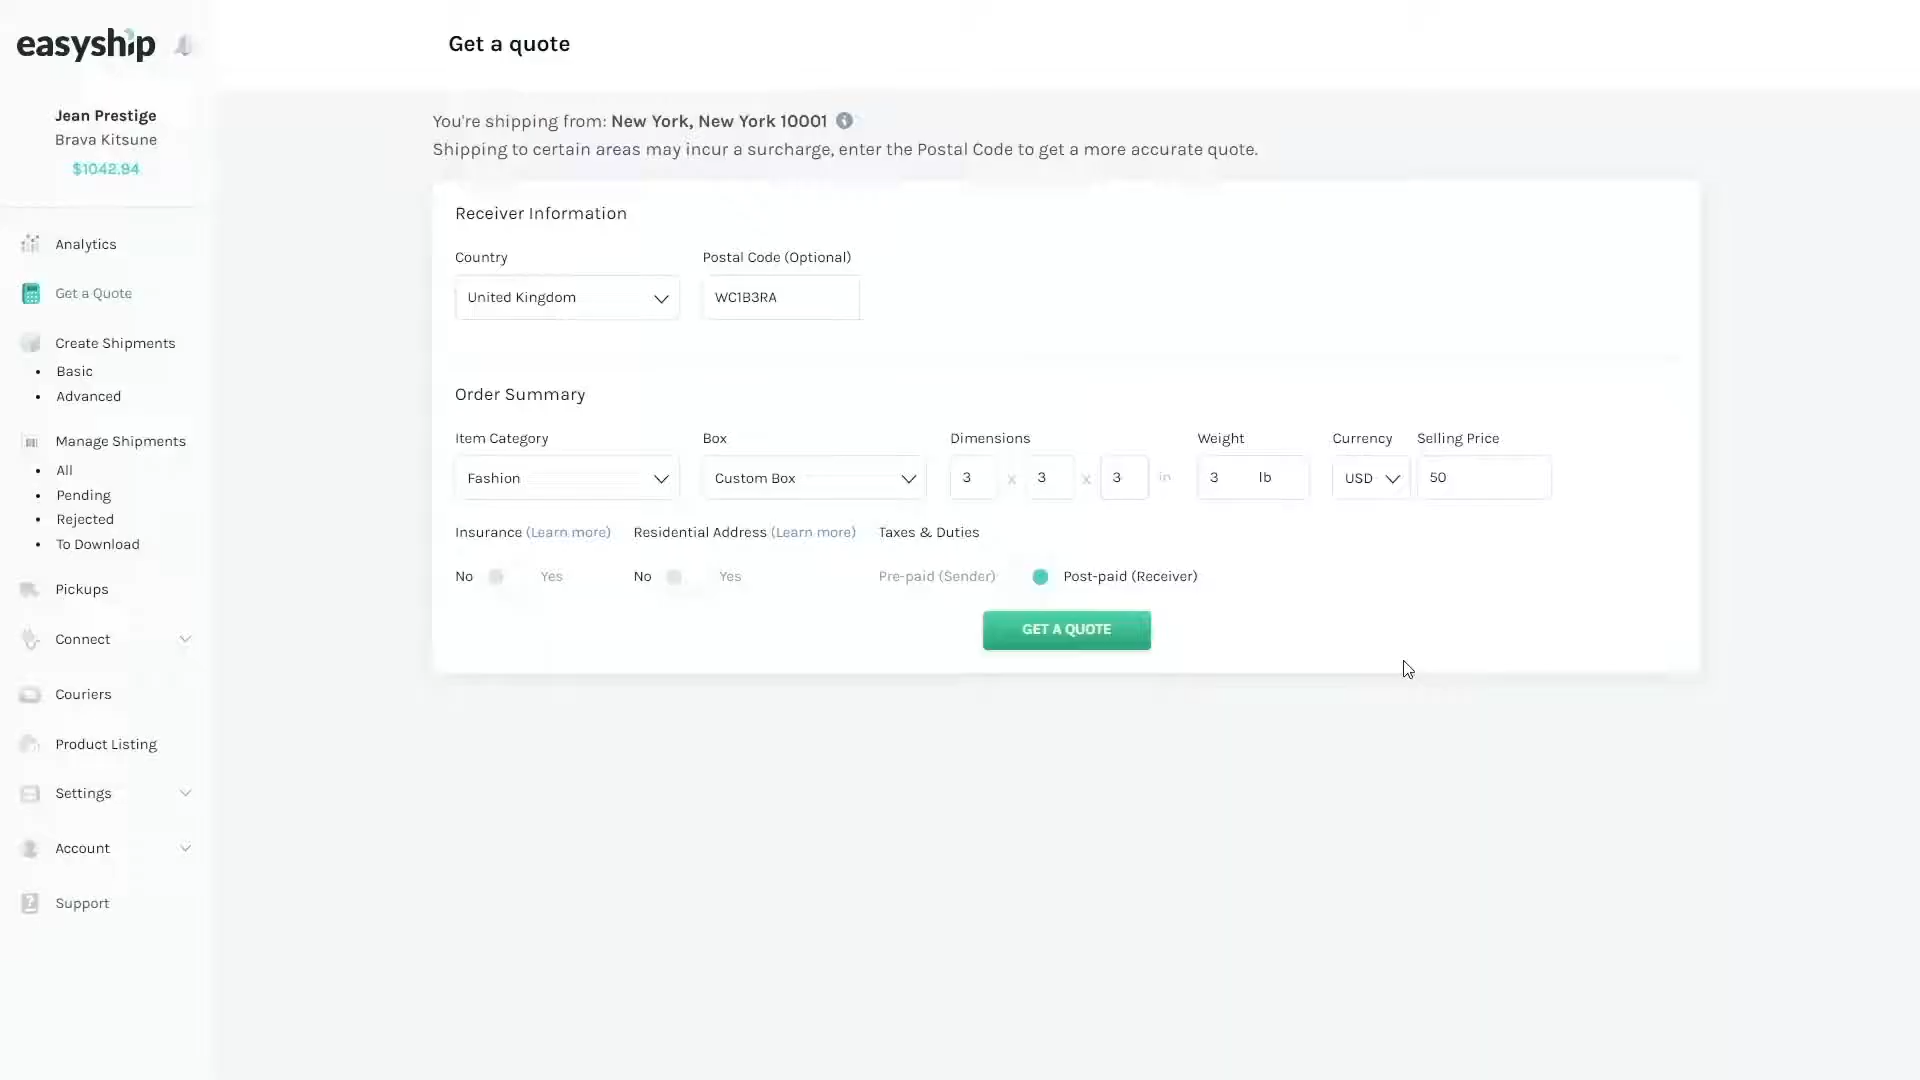 easyship
Get a quote
Jean Prestige
Brava Kitsune
$1042.94
Analytics
Get a Quote
Create Shipments
Basic
Advanced
Manage Shipments
All
Pending
Rejected
To Download
Pickups
Connect
Couriers
Product Listing
Settings
Account
Support
You're shipping from: New York, New York 10001
Shipping to certain areas may incur a surcharge, enter the Postal Code to get a more accurate quote.
Receiver Information
Country Postal Code (Optional)
United Kingdom WC1B3RA
Order Summary
Item Category Box Dimensions Weight Currency Selling Price
Fashion Custom Box 3 x 3 x 3 in 3 lb USD 50
Insurance (Learn more) Residential Address (Learn more) Taxes & Duties
No Yes No Yes Pre-paid (Sender) Post-paid (Receiver)
GET A QUOTE